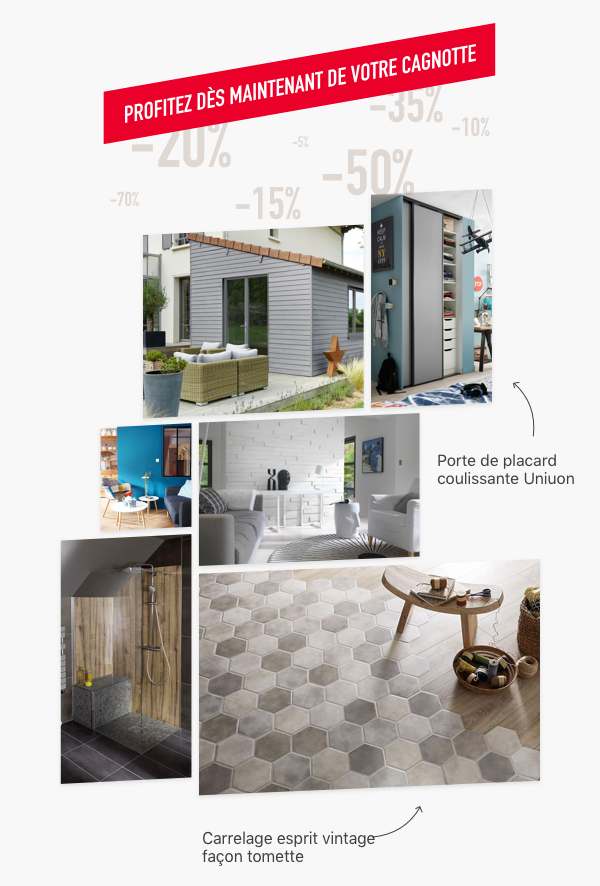 PROFITEZ DÈS MAINTENANT DE VOTRE CAGNOTTE
-35%
-10%
-20%
-5%
-50%
-70%
-15%
KEEP
CALM
NY
CITY
Porte de placard
coulissante Uniuon
Carrelage esprit vintage
façon tomette